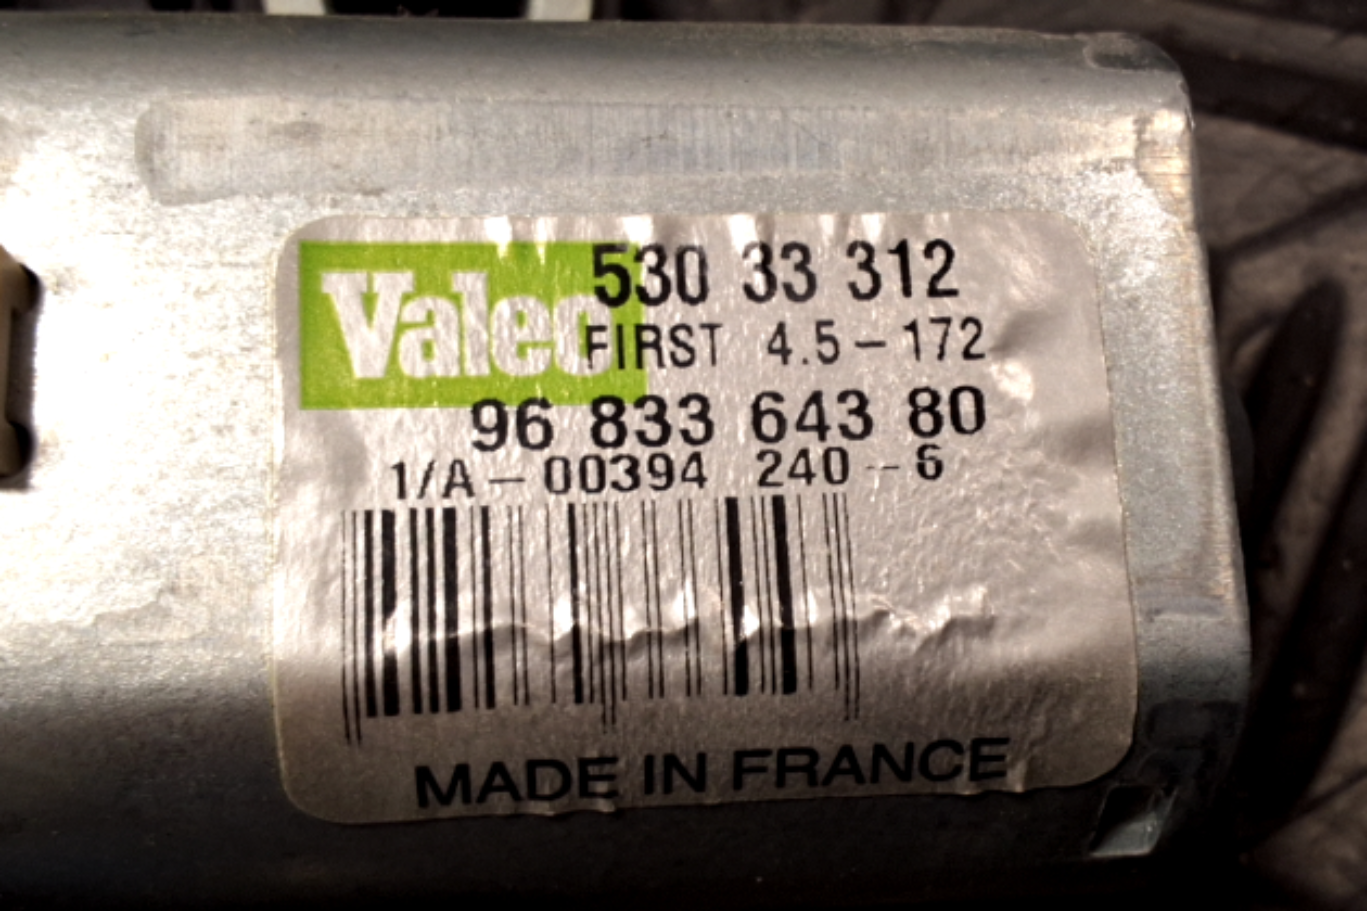 Valeo
530 33 312
FIRST 4.5-172
96 833 643 80
1/A-00394 240-6
MADE IN FRANCE